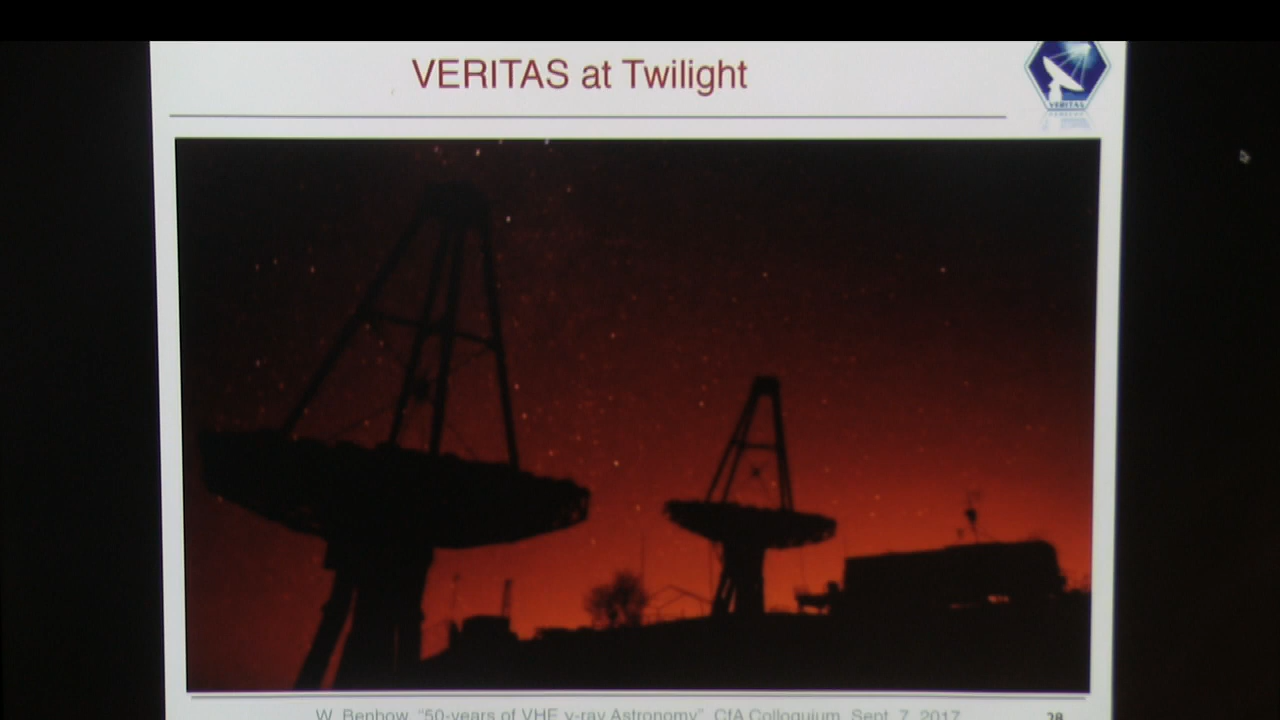 VERITAS at Twilight
VERITAS
W. Benbow, "50-years of VHE γ-ray Astronomy", CfA Colloquium, Sept. 7, 2017
28